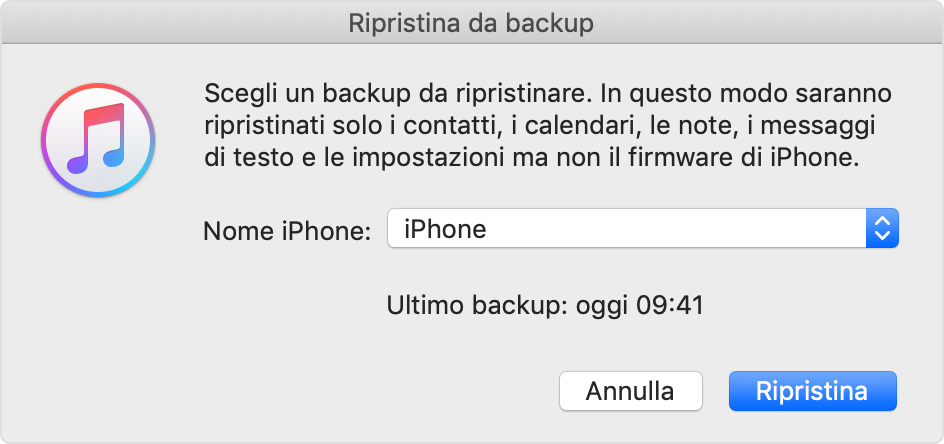 Ripristina da backup
Scegli un backup da ripristinare. In questo modo saranno
ripristinati solo i contatti, i calendari, le note, i messaggi
di testo e le impostazioni ma non il firmware di iPhone.
Nome iPhone: iPhone
Ultimo backup: oggi 09:41
Annulla Ripristina